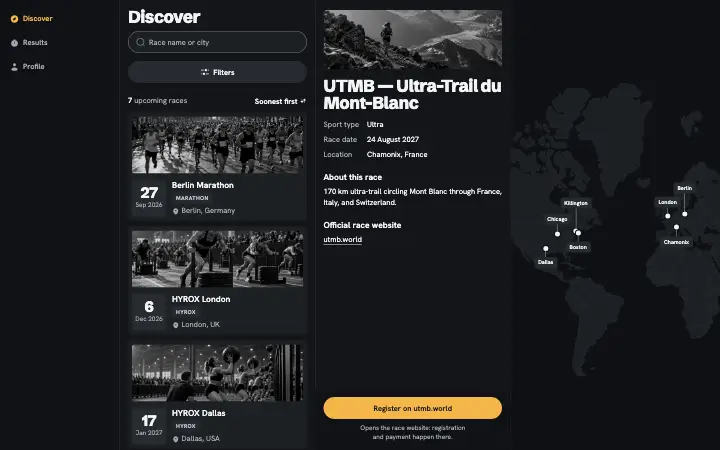 Discover
Results
Profile
Discover
Race name or city
Filters
7 upcoming races
Soonest first
27
Sep 2026
Berlin Marathon
MARATHON
Berlin, Germany
6
Dec 2026
HYROX London
HYROX
London, UK
17
Jan 2027
HYROX Dallas
HYROX
Dallas, USA
UTMB — Ultra-Trail du
Mont-Blanc
Sport type Ultra
Race date 24 August 2027
Location Chamonix, France
About this race
170 km ultra-trail circling Mont Blanc through France,
Italy, and Switzerland.
Official race website
utmb.world
Register on utmb.world
Opens the race website: registration
and payment happen there.
Berlin
London
Killington
Chicago
Chamonix
Boston
Dallas